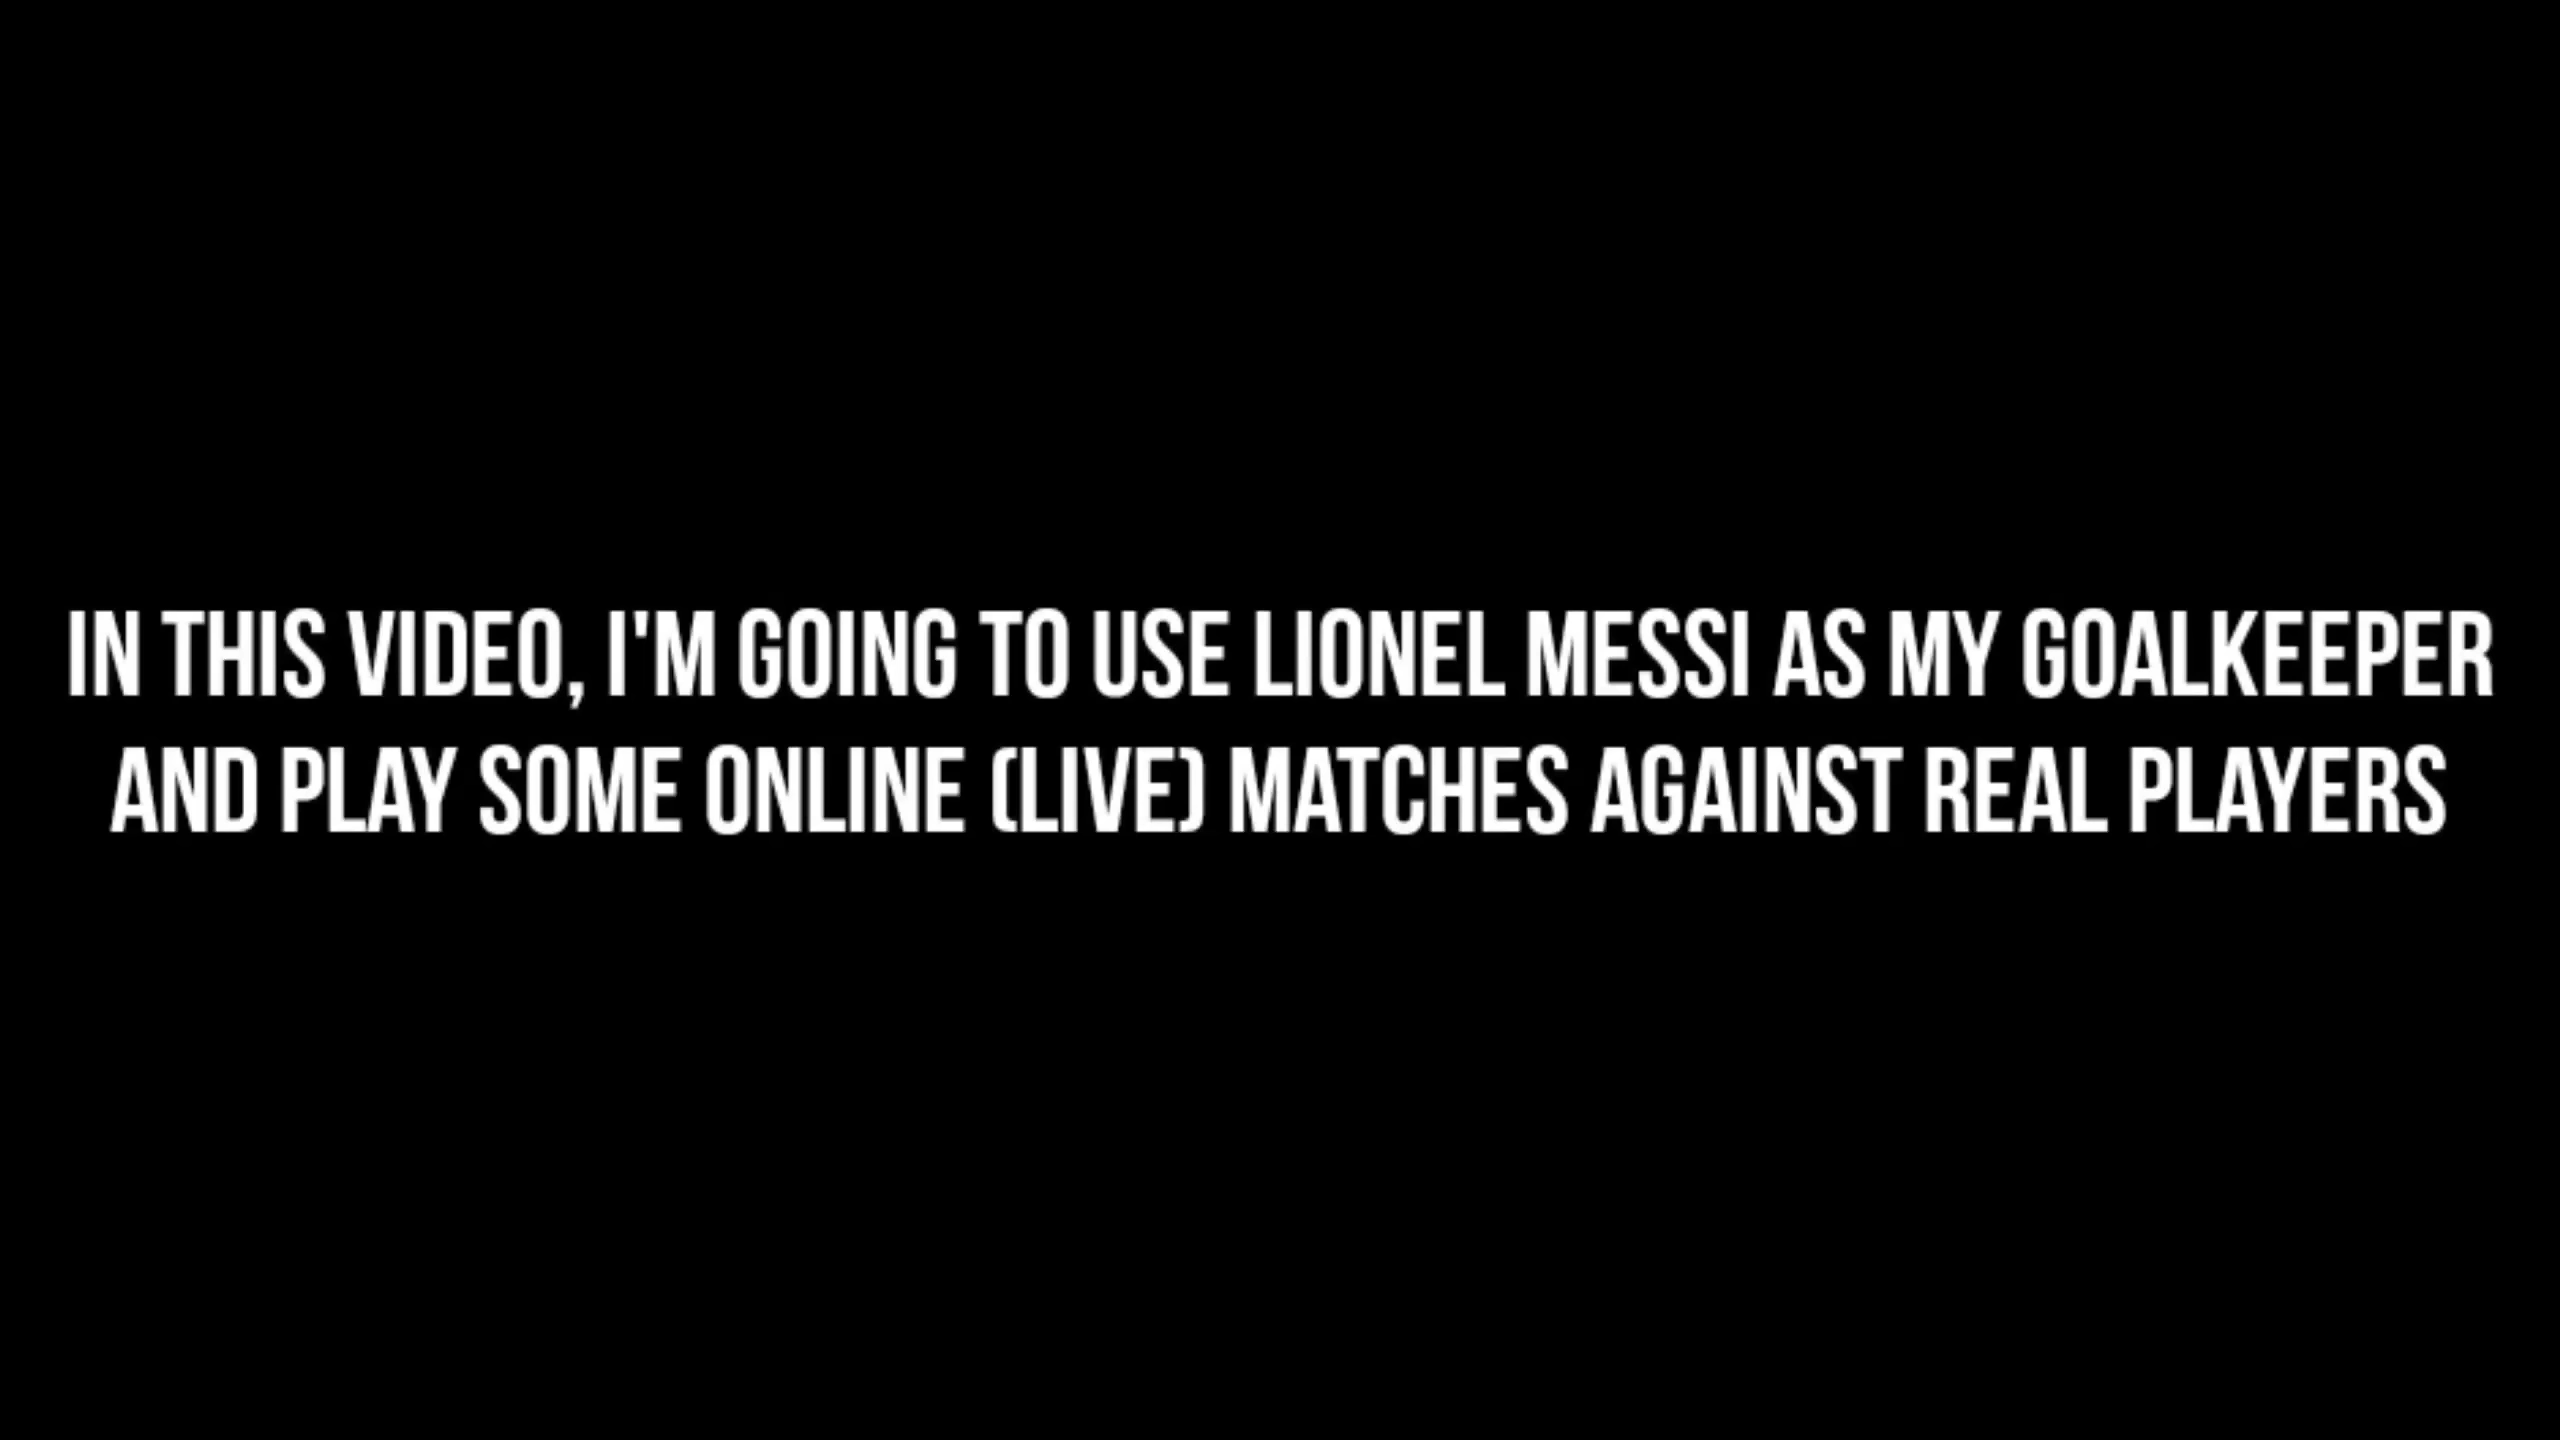 IN THIS VIDEO, I'M GOING TO USE LIONEL MESSI AS MY GOALKEEPER
AND PLAY SOME ONLINE (LIVE) MATCHES AGAINST REAL PLAYERS